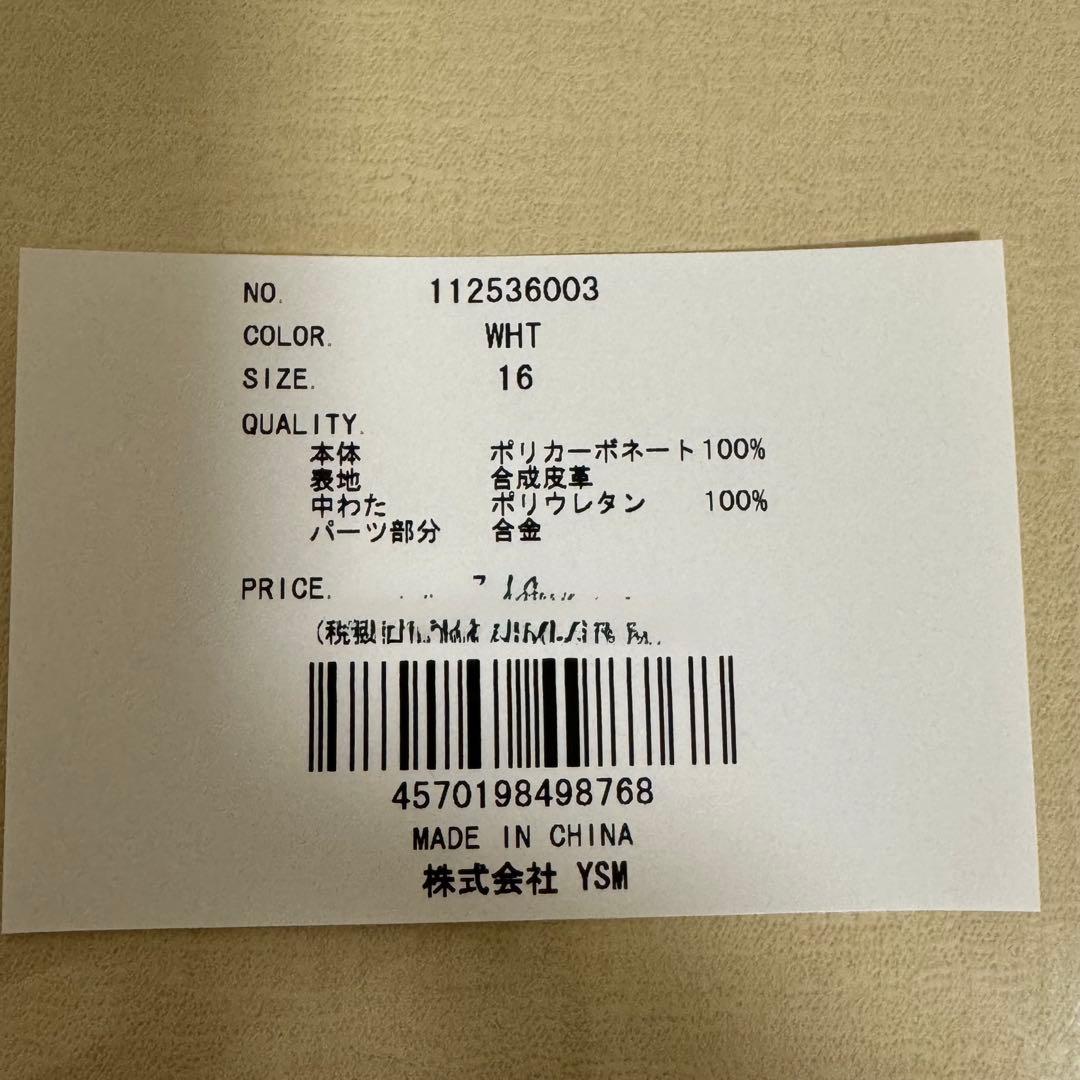 NO. 112536003
COLOR. WHT
SIZE. 16
QUALITY.
本体 ポリカーボネート100%
表地 合成皮革
中わた ポリウレタン 100%
パーツ部分 合金
PRICE.
4570198498768
MADE IN CHINA
株式会社 YSM